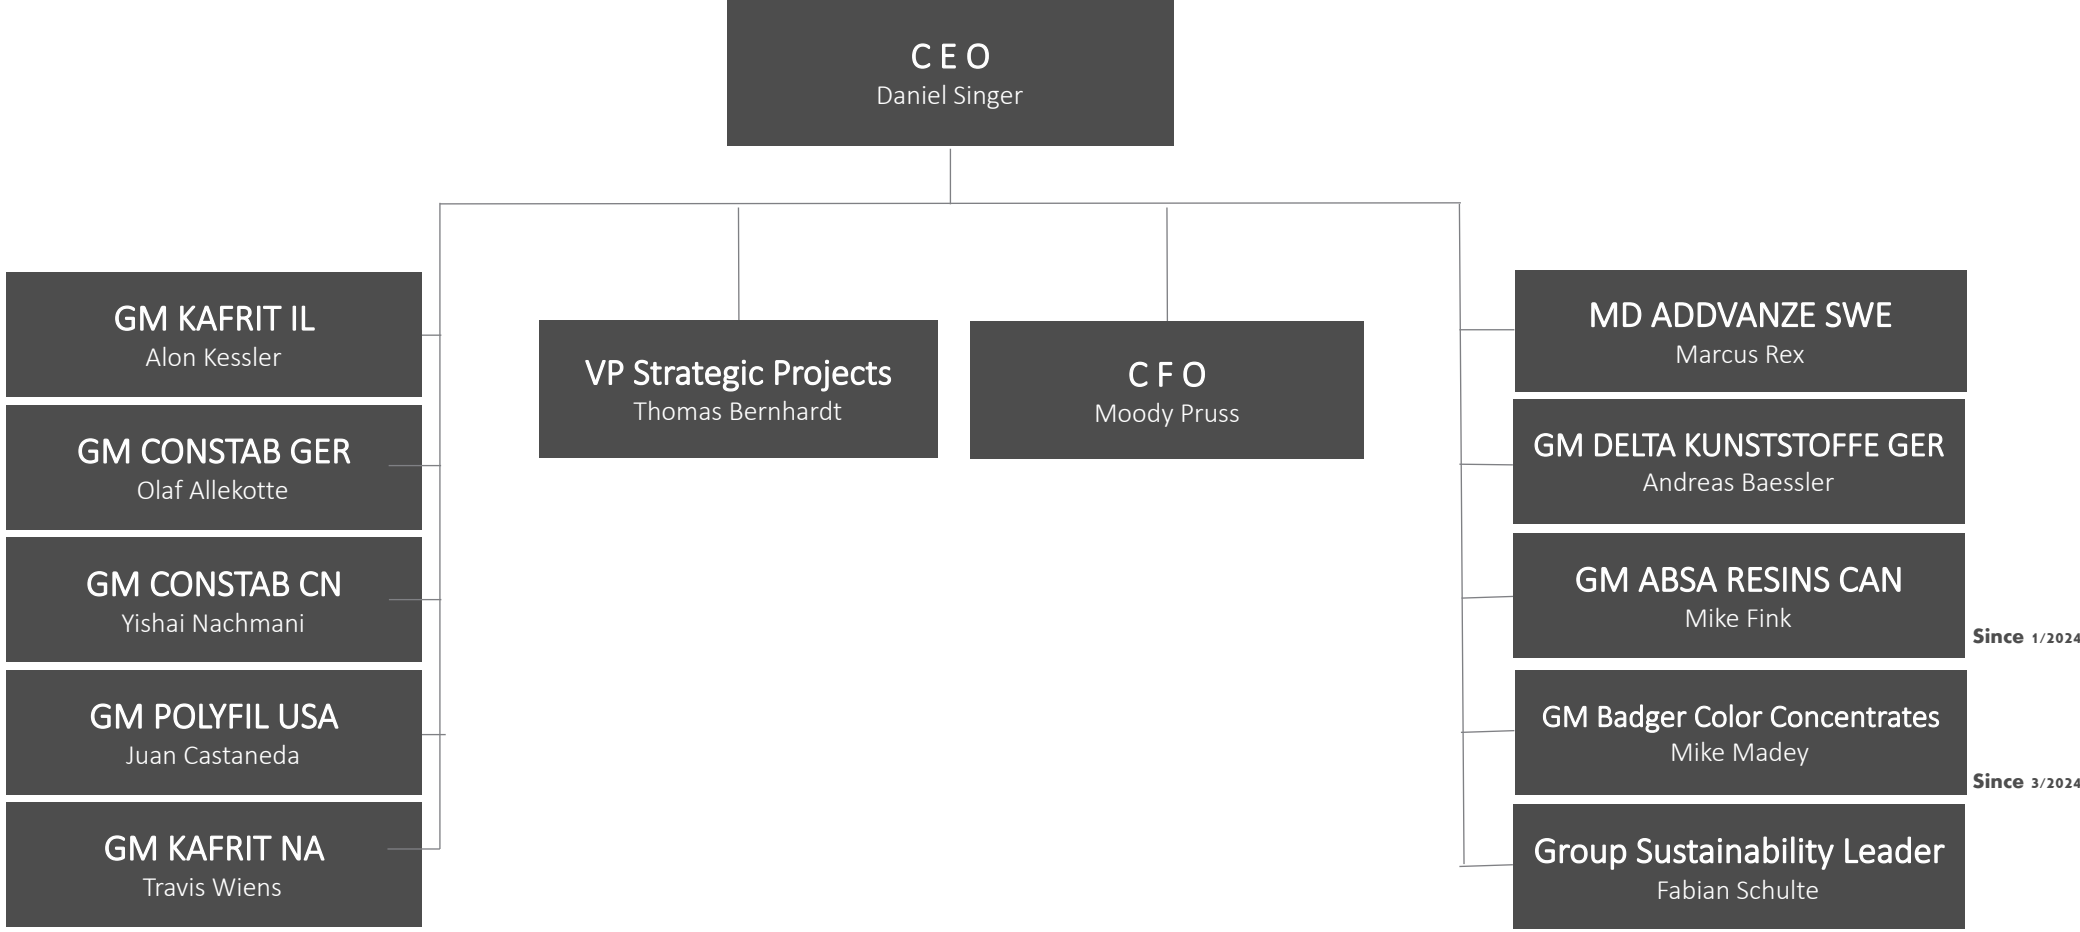 C E O
Daniel Singer
GM KAFRIT IL
Alon Kessler
GM CONSTAB GER
Olaf Allekotte
GM CONSTAB CN
Yishai Nachmani
GM POLYFIL USA
Juan Castaneda
GM KAFRIT NA
Travis Wiens
VP Strategic Projects
Thomas Bernhardt
C F O
Moody Pruss
MD ADDVANZE SWE
Marcus Rex
GM DELTA KUNSTSTOFFE GER
Andreas Baessler
GM ABSA RESINS CAN
Mike Fink
Since 1/2024
GM Badger Color Concentrates
Mike Madey
Since 3/2024
Group Sustainability Leader
Fabian Schulte